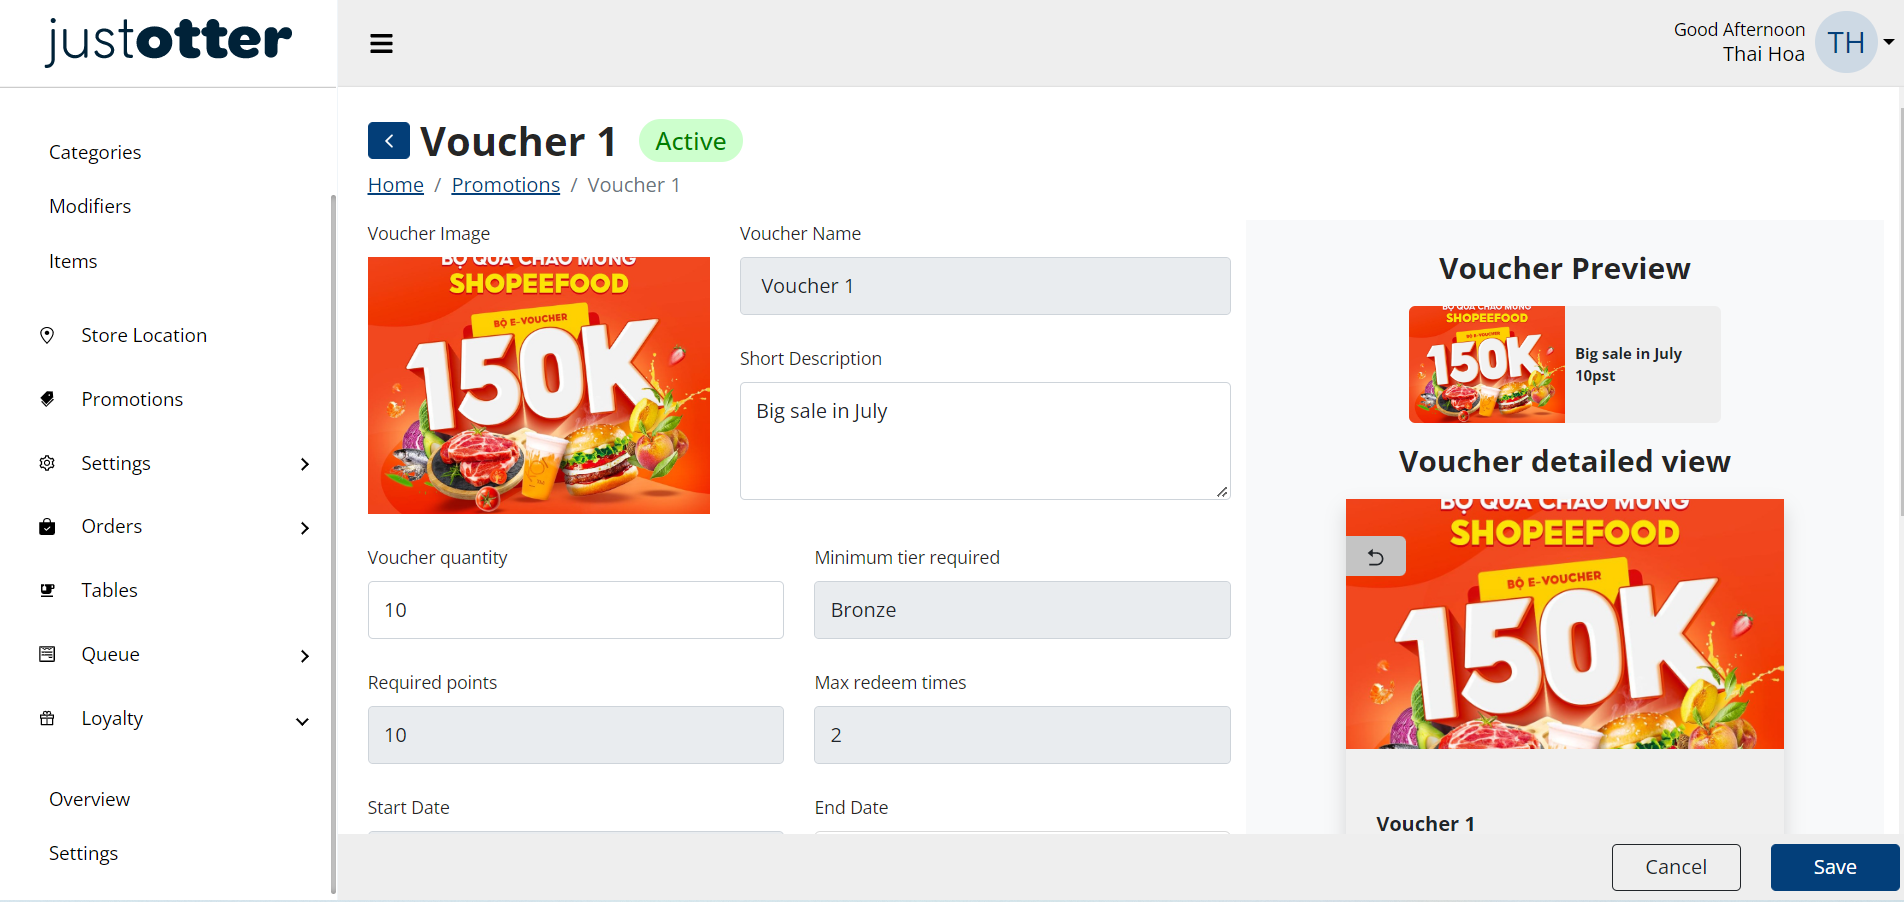 justotter
Good Afternoon
Thai Hoa
TH
Categories
Modifiers
Items
Store Location
Promotions
Settings
Orders
Tables
Queue
Loyalty
Overview
Settings
Voucher 1
Active
Home / Promotions / Voucher 1
Voucher Image
BỘ QUÀ CHÀO MỪNG
SHOPEEFOOD
BỘ E-VOUCHER
150K
Voucher Name
Voucher 1
Short Description
Big sale in July
Voucher quantity
10
Minimum tier required
Bronze
Required points
10
Max redeem times
2
Start Date
End Date
Voucher Preview
BỘ QUÀ CHÀO MỪNG
SHOPEEFOOD
BỘ E-VOUCHER
150K
Big sale in July
10pst
Voucher detailed view
BỘ QUÀ CHÀO MỪNG
SHOPEEFOOD
BỘ E-VOUCHER
150K
Voucher 1
Cancel
Save